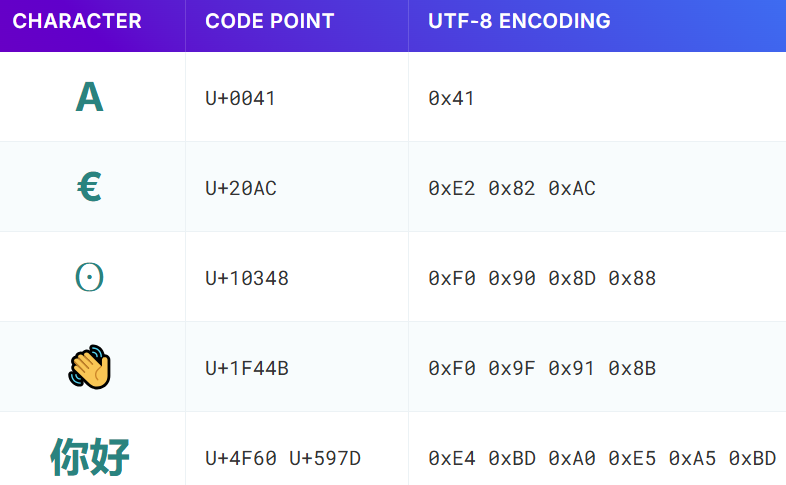 CHARACTER CODE POINT UTF-8 ENCODING
A U+0041 0x41
€ U+20AC 0xE2 0x82 0xAC
𐍈 U+10348 0xF0 0x90 0x8D 0x88
👋 U+1F44B 0xF0 0x9F 0x91 0x8B
你好 U+4F60 U+597D 0xE4 0xBD 0xA0 0xE5 0xA5 0xBD